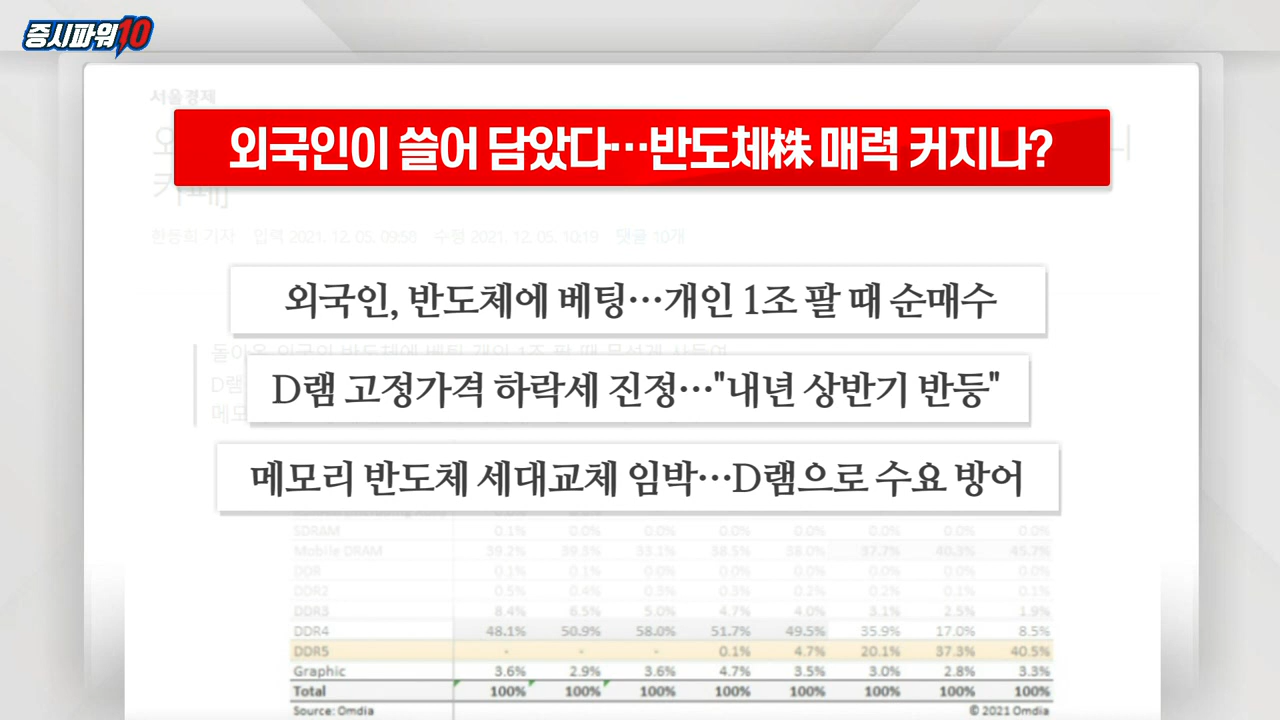 증시파워10
서울경제
외국인이 쓸어 담았다…반도체株 매력 커지나?
한동희 기자 입력 2021. 12. 05. 09:58 수정 2021. 12. 05. 10:19 댓글 10개
외국인, 반도체에 베팅…개인 1조 팔 때 순매수
D램 고정가격 하락세 진정…"내년 상반기 반등"
메모리 반도체 세대교체 임박…D램으로 수요 방어
SDRAM 0.1% 0.0% 0.0% 0.0% 0.0% 0.0% 0.0% 0.0%
Mobile DRAM 39.2% 39.5% 33.1% 38.5% 38.0% 37.7% 40.3% 45.7%
DDR 0.1% 0.1% 0.0% 0.0% 0.0% 0.0% 0.0% 0.0%
DDR2 0.5% 0.4% 0.3% 0.3% 0.2% 0.2% 0.1% 0.1%
DDR3 8.4% 6.5% 5.0% 4.7% 4.0% 3.1% 2.5% 1.9%
DDR4 48.1% 50.9% 58.0% 51.7% 49.5% 35.9% 17.0% 8.5%
DDR5 - - - 0.1% 4.7% 20.1% 37.3% 40.5%
Graphic 3.6% 2.9% 3.6% 4.7% 3.5% 3.0% 2.8% 3.3%
Total 100% 100% 100% 100% 100% 100% 100% 100%
Source: Omdia © 2021 Omdia